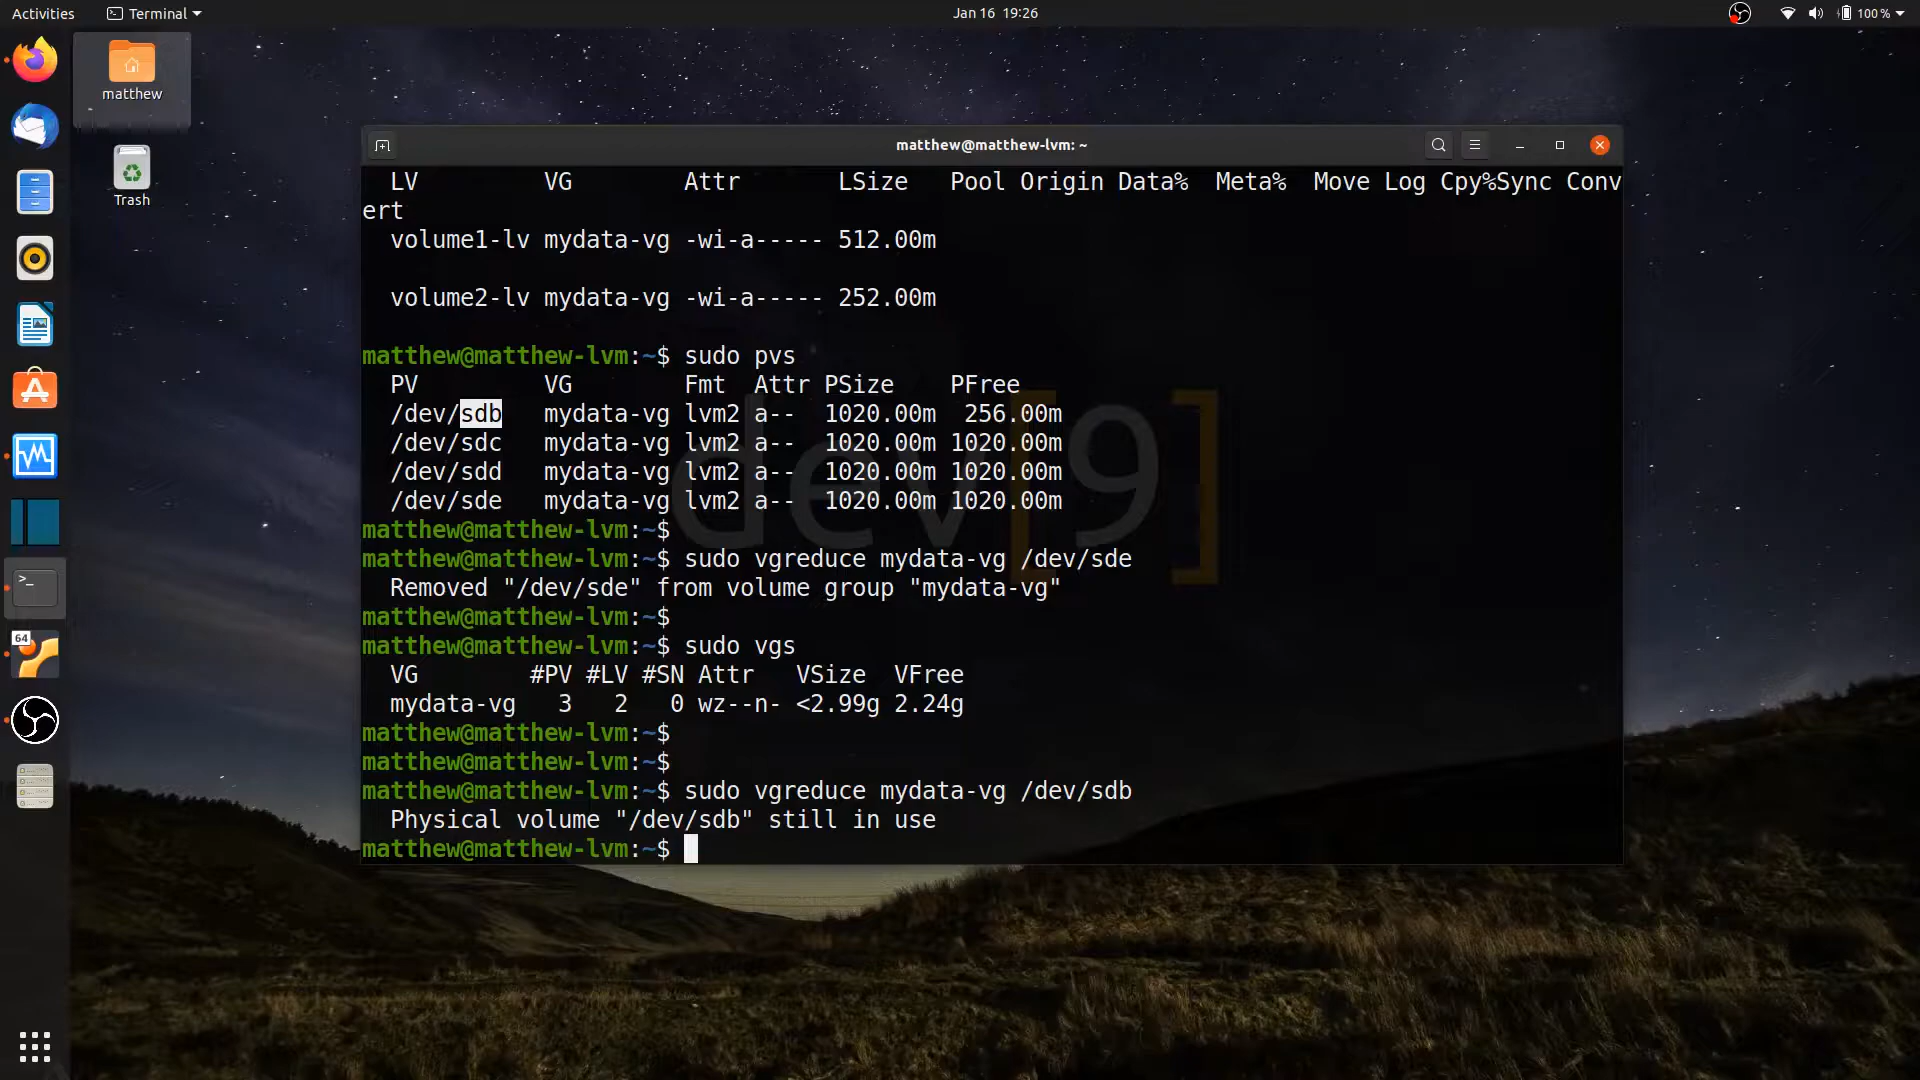 Activities
Terminal
Jan 16 19:26
100 %
matthew
Trash
64
matthew@matthew-lvm: ~
LV VG Attr LSize Pool Origin Data% Meta% Move Log Cpy%Sync Conv
ert
volume1-lv mydata-vg -wi-a----- 512.00m
volume2-lv mydata-vg -wi-a----- 252.00m
matthew@matthew-lvm:~$ sudo pvs
PV VG Fmt Attr PSize PFree
/dev/sdb mydata-vg lvm2 a-- 1020.00m 256.00m
/dev/sdc mydata-vg lvm2 a-- 1020.00m 1020.00m
/dev/sdd mydata-vg lvm2 a-- 1020.00m 1020.00m
/dev/sde mydata-vg lvm2 a-- 1020.00m 1020.00m
matthew@matthew-lvm:~$
matthew@matthew-lvm:~$ sudo vgreduce mydata-vg /dev/sde
Removed "/dev/sde" from volume group "mydata-vg"
matthew@matthew-lvm:~$
matthew@matthew-lvm:~$ sudo vgs
VG #PV #LV #SN Attr VSize VFree
mydata-vg 3 2 0 wz--n- <2.99g 2.24g
matthew@matthew-lvm:~$
matthew@matthew-lvm:~$
matthew@matthew-lvm:~$ sudo vgreduce mydata-vg /dev/sdb
Physical volume "/dev/sdb" still in use
matthew@matthew-lvm:~$
dev[9]